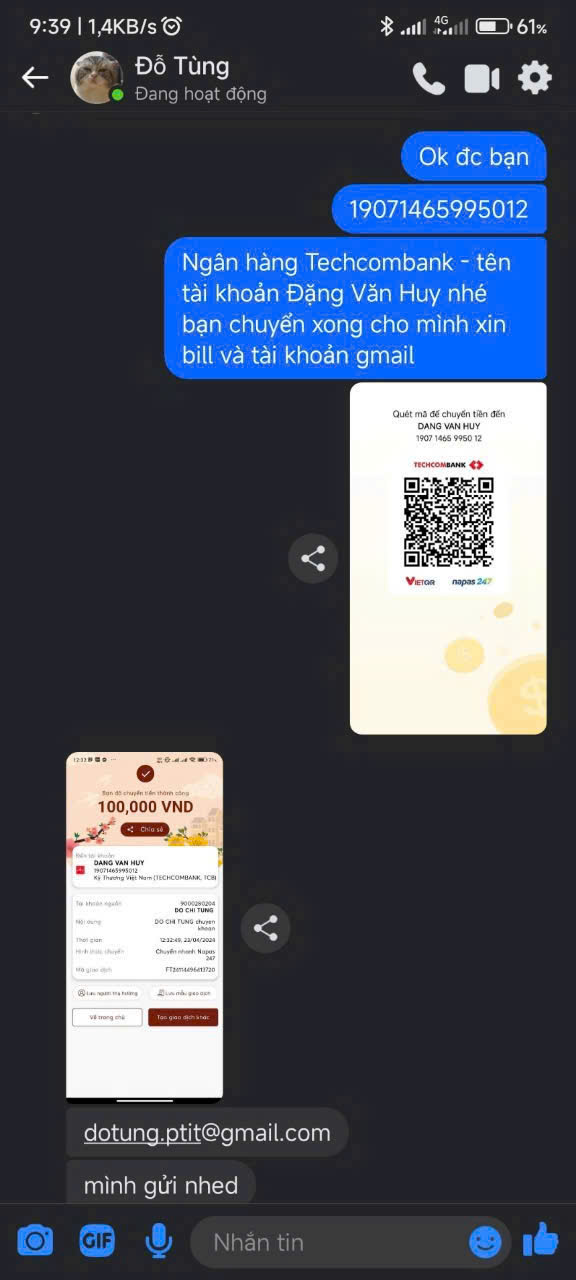 9:39 | 1,4KB/s
4G
61%
Đỗ Tùng
Đang hoạt động
Ok đc bạn
19071465995012
Ngân hàng Techcombank - tên
tài khoản Đặng Văn Huy nhé
bạn chuyển xong cho mình xin
bill và tài khoản gmail
Quét mã để chuyển tiền đến
DANG VAN HUY
1907 1465 9950 12
TECHCOMBANK
VIETQR napas 247
Bạn đã chuyển tiền thành công
100,000 VND
Chia sẻ
Đến tài khoản
DANG VAN HUY
19071465995012
Kỹ Thương Việt Nam (TECHCOMBANK, TCB)
Tài khoản nguồn 9000280204
DO CHI TUNG
Nội dung DO CHI TUNG chuyen
khoan
Thời gian 12:32:49, 23/04/2024
Hình thức chuyển Chuyển nhanh Napas
247
Mã giao dịch
Lưu người thụ hưởng Lưu mẫu giao dịch
Về trang chủ Tạo giao dịch khác
dotung.ptit@gmail.com
mình gửi nhed
GIF
Nhắn tin